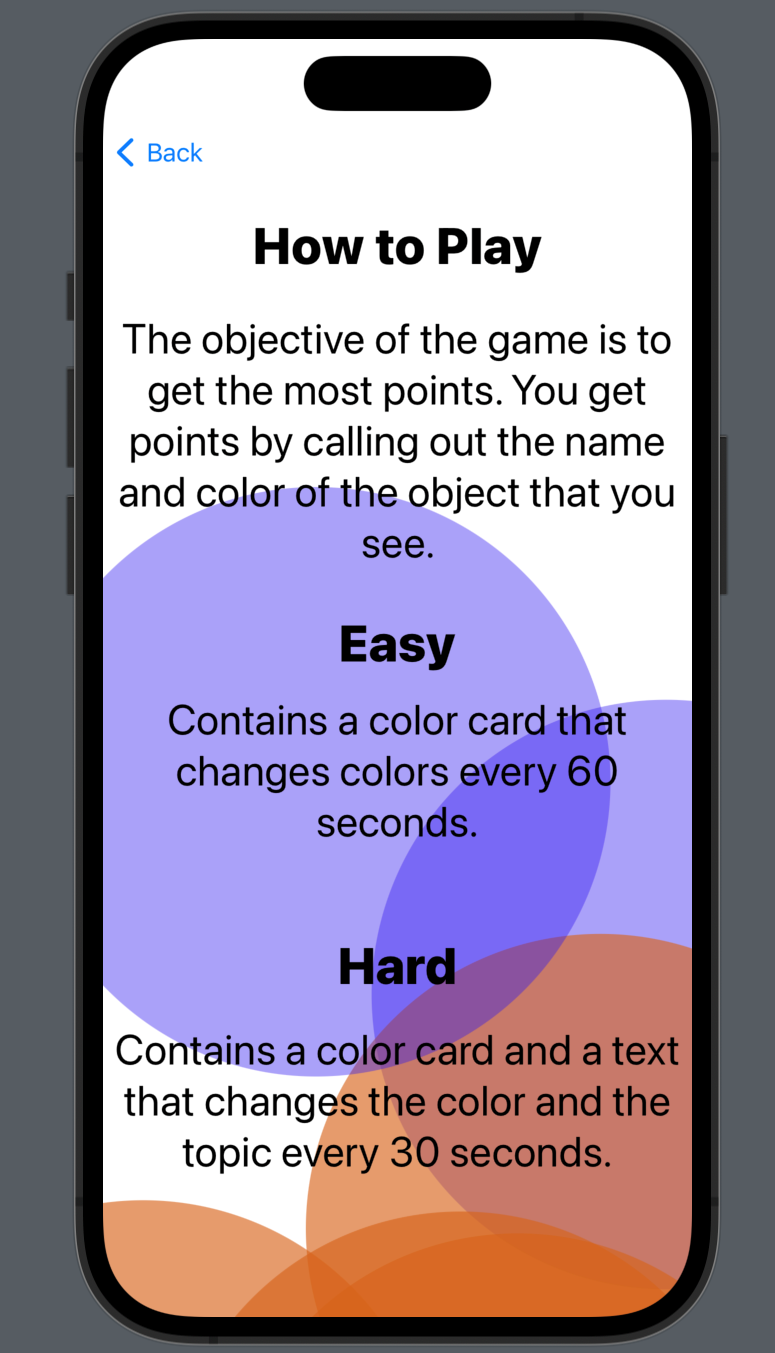 Back
How to Play
The objective of the game is to
get the most points. You get
points by calling out the name
and color of the object that you
see.
Easy
Contains a color card that
changes colors every 60
seconds.
Hard
Contains a color card and a text
that changes the color and the
topic every 30 seconds.